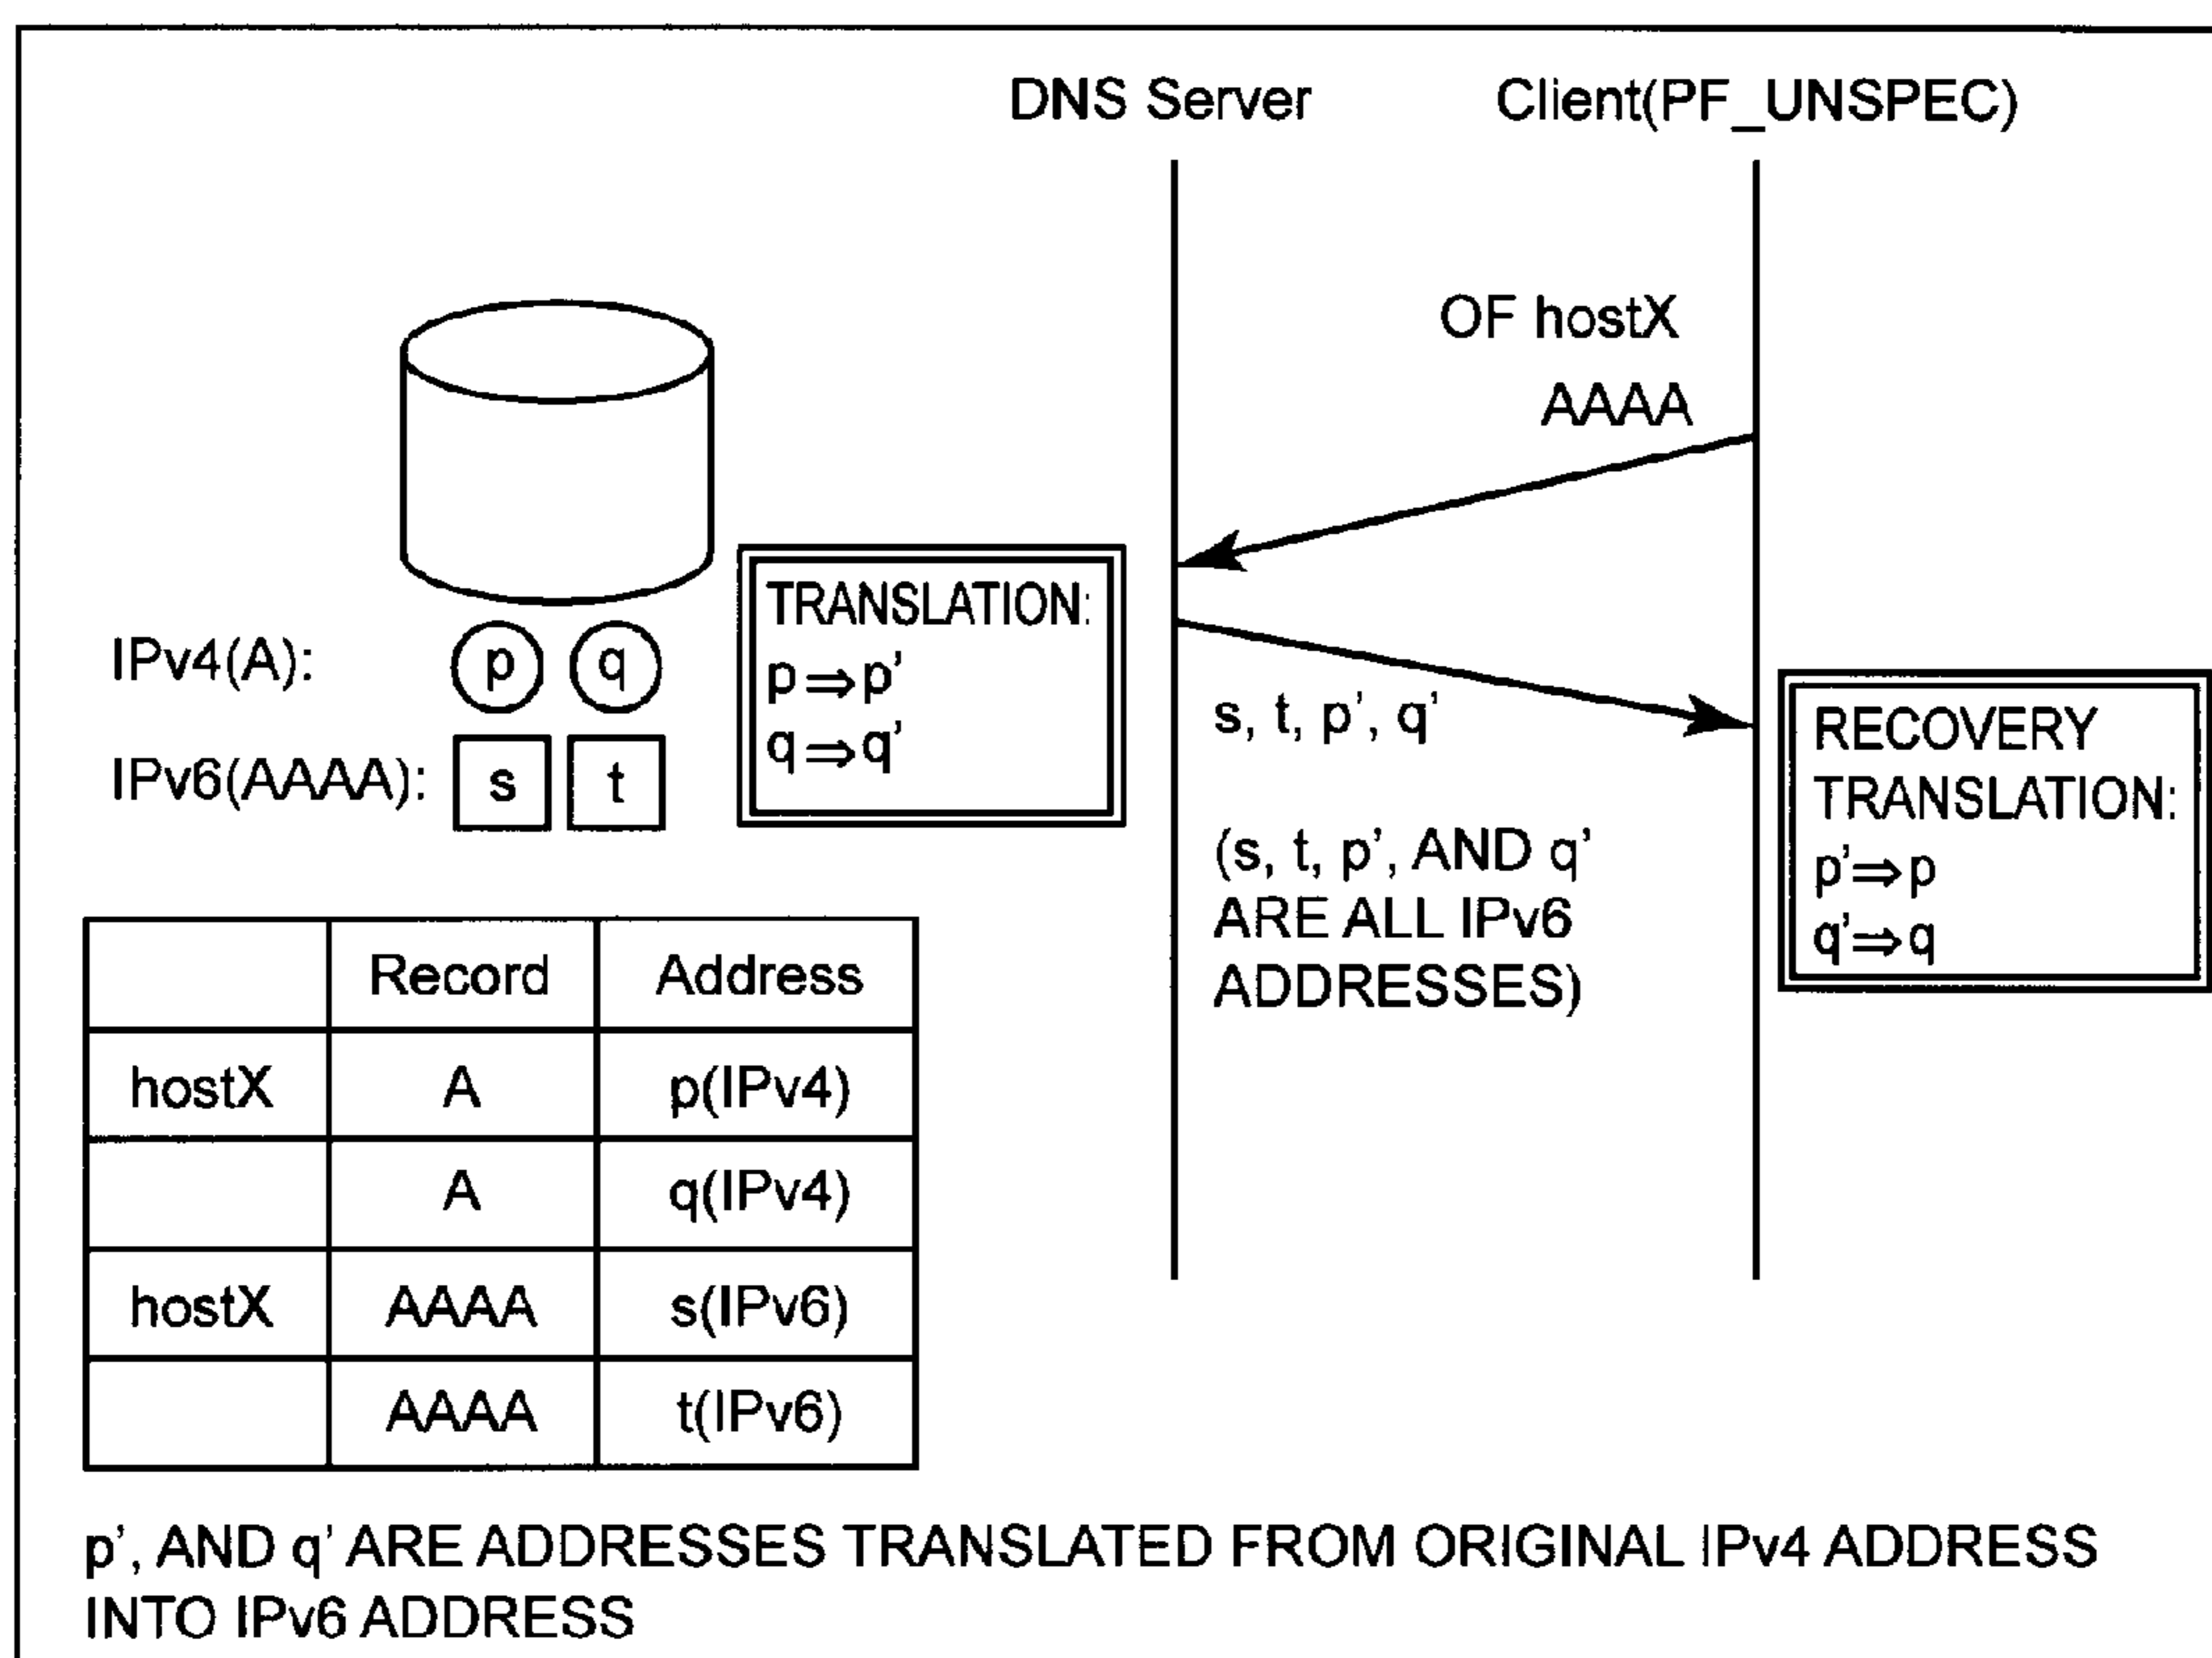 DNS Server
Client(PF_UNSPEC)
OF hostX
AAAA
TRANSLATION:
p⇒p’
q⇒q’
IPv4(A):
p q
IPv6(AAAA):
s t
s, t, p’, q’
(s, t, p’, AND q’
ARE ALL IPv6
ADDRESSES)
RECOVERY
TRANSLATION:
p’⇒p
q’⇒q
Record Address
hostX A p(IPv4)
A q(IPv4)
hostX AAAA s(IPv6)
AAAA t(IPv6)
p’, AND q’ ARE ADDRESSES TRANSLATED FROM ORIGINAL IPv4 ADDRESS
INTO IPv6 ADDRESS